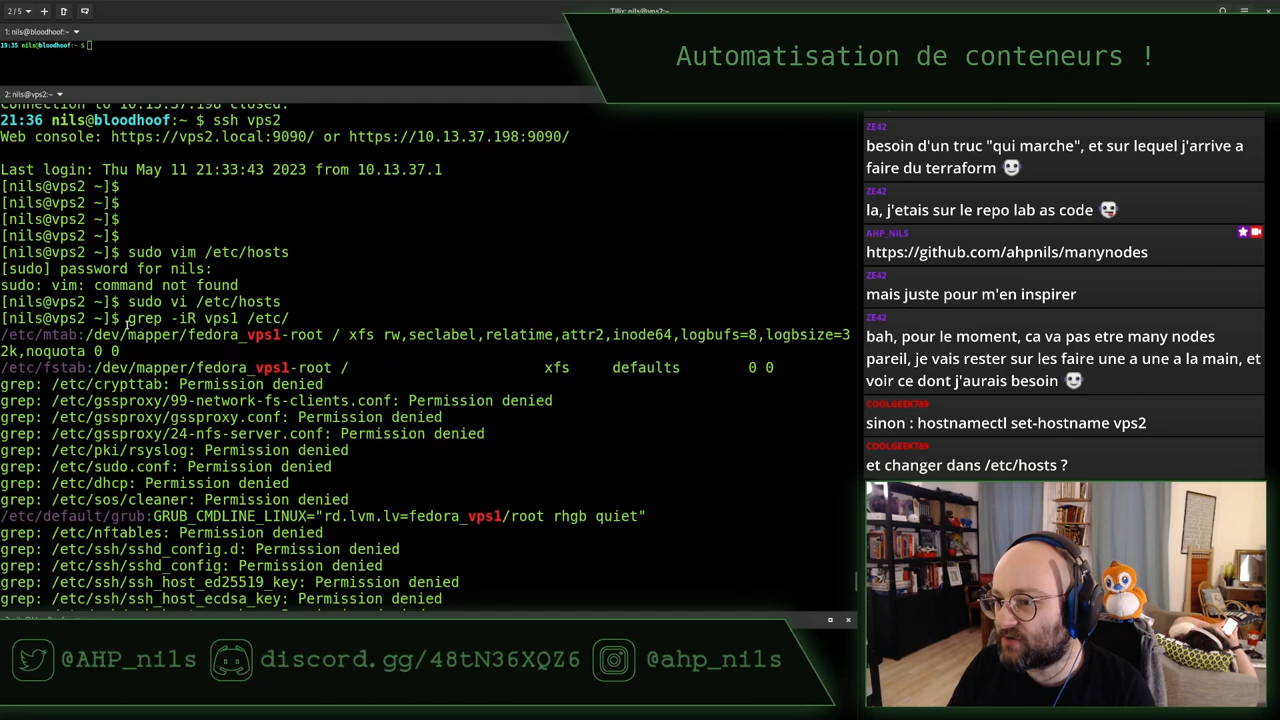 2 / 5
Tilix: nils@vps2:~
1: nils@bloodhoof:~
19:35 nils@bloodhoof:~ $
Automatisation de conteneurs !
2: nils@vps2:~
Connection to 10.13.37.198 closed.
21:36 nils@bloodhoof:~ $ ssh vps2
Web console: https://vps2.local:9090/ or https://10.13.37.198:9090/
Last login: Thu May 11 21:33:43 2023 from 10.13.37.1
[nils@vps2 ~]$
[nils@vps2 ~]$
[nils@vps2 ~]$
[nils@vps2 ~]$
[nils@vps2 ~]$ sudo vim /etc/hosts
[sudo] password for nils:
sudo: vim: command not found
[nils@vps2 ~]$ sudo vi /etc/hosts
[nils@vps2 ~]$ grep -iR vps1 /etc/
/etc/mtab:/dev/mapper/fedora_vps1-root / xfs rw,seclabel,relatime,attr2,inode64,logbufs=8,logbsize=3
2k,noquota 0 0
/etc/fstab:/dev/mapper/fedora_vps1-root / xfs defaults 0 0
grep: /etc/crypttab: Permission denied
grep: /etc/gssproxy/99-network-fs-clients.conf: Permission denied
grep: /etc/gssproxy/gssproxy.conf: Permission denied
grep: /etc/gssproxy/24-nfs-server.conf: Permission denied
grep: /etc/pki/rsyslog: Permission denied
grep: /etc/sudo.conf: Permission denied
grep: /etc/dhcp: Permission denied
grep: /etc/sos/cleaner: Permission denied
/etc/default/grub:GRUB_CMDLINE_LINUX="rd.lvm.lv=fedora_vps1/root rhgb quiet"
grep: /etc/nftables: Permission denied
grep: /etc/ssh/sshd_config.d: Permission denied
grep: /etc/ssh/sshd_config: Permission denied
grep: /etc/ssh/ssh_host_ed25519_key: Permission denied
grep: /etc/ssh/ssh_host_ecdsa_key: Permission denied
ZE42
besoin d'un truc "qui marche", et sur lequel j'arrive a
faire du terraform
ZE42
la, j'etais sur le repo lab as code
AHP_NILS
https://github.com/ahpnils/manynodes
ZE42
mais juste pour m'en inspirer
ZE42
bah, pour le moment, ca va pas etre many nodes
pareil, je vais rester sur les faire une a une a la main, et
voir ce dont j'aurais besoin
COOLGEEK789
sinon : hostnamectl set-hostname vps2
COOLGEEK789
et changer dans /etc/hosts ?
@AHP_nils
discord.gg/48tN36XQZ6
@ahp_nils